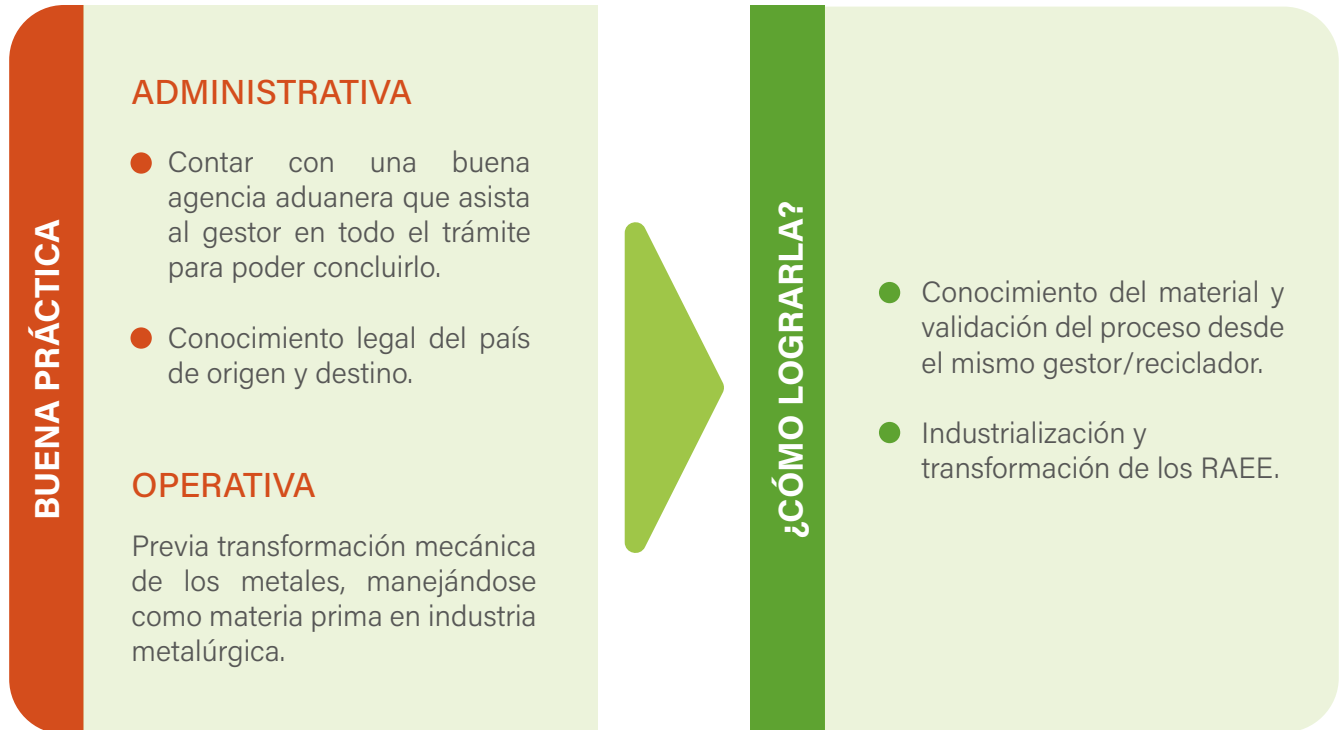 BUENA PRÁCTICA
ADMINISTRATIVA
Contar con una buena
agencia aduanera que asista
al gestor en todo el trámite
para poder concluirlo.
Conocimiento legal del país
de origen y destino.
OPERATIVA
Previa transformación mecánica
de los metales, manejándose
como materia prima en industria
metalúrgica.
¿CÓMO LOGRARLA?
Conocimiento del material y
validación del proceso desde
el mismo gestor/reciclador.
Industrialización y
transformación de los RAEE.